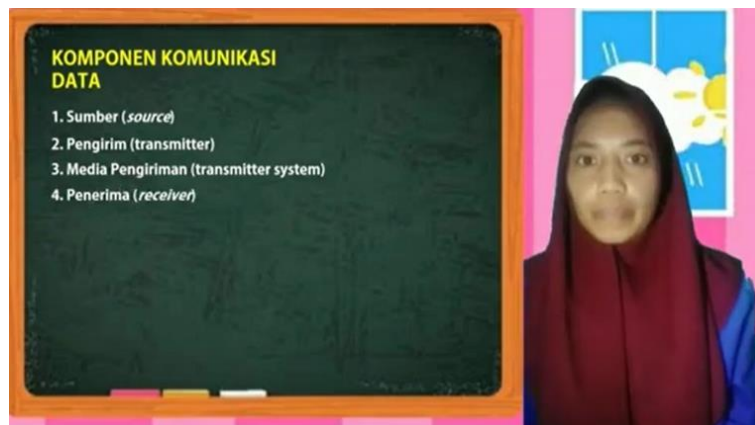 KOMPONEN KOMUNIKASI
DATA
1. Sumber (source)
2. Pengirim (transmitter)
3. Media Pengiriman (transmitter system)
4. Penerima (receiver)